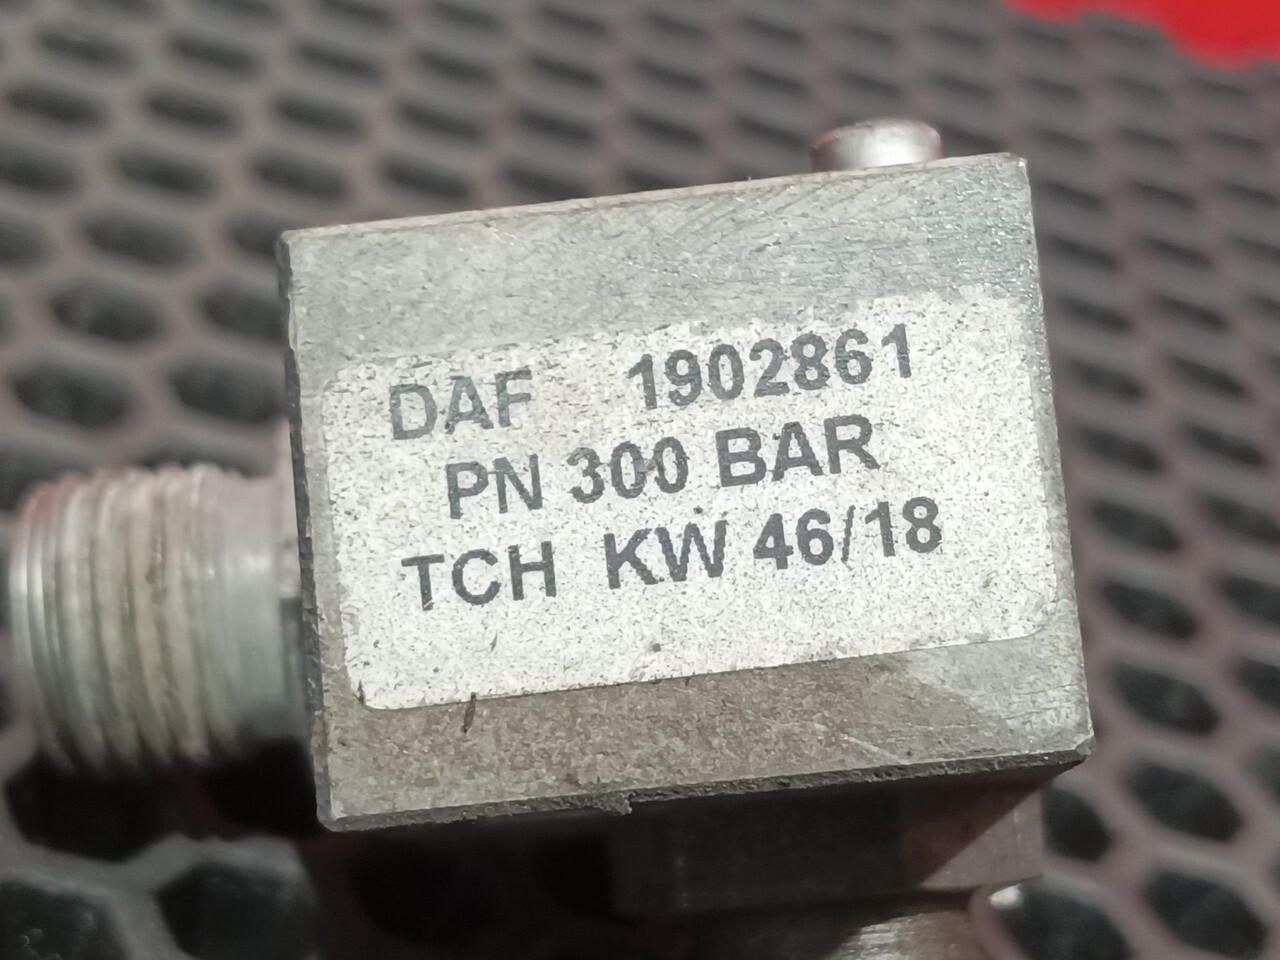 DAF 1902861
PN 300 BAR
TCH KW 46/18